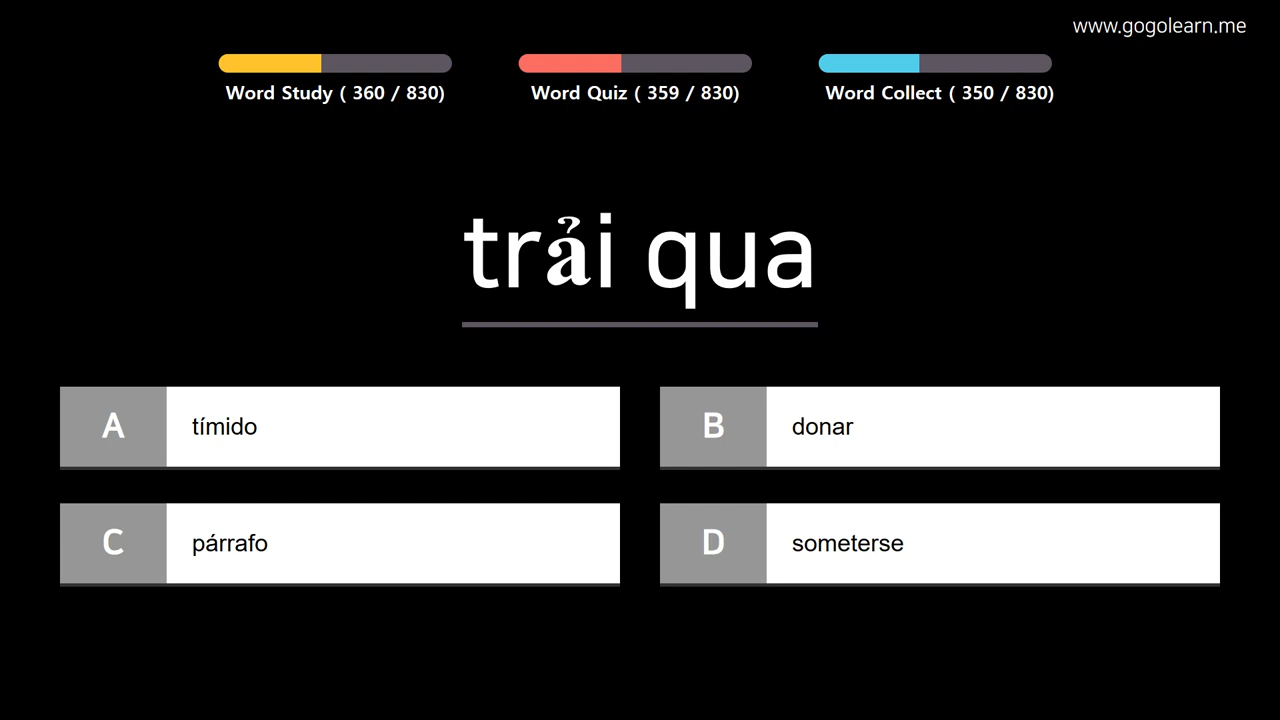 www.gogolearn.me
Word Study ( 360 / 830)
Word Quiz ( 359 / 830)
Word Collect ( 350 / 830)
trải qua
A tímido
B donar
C párrafo
D someterse